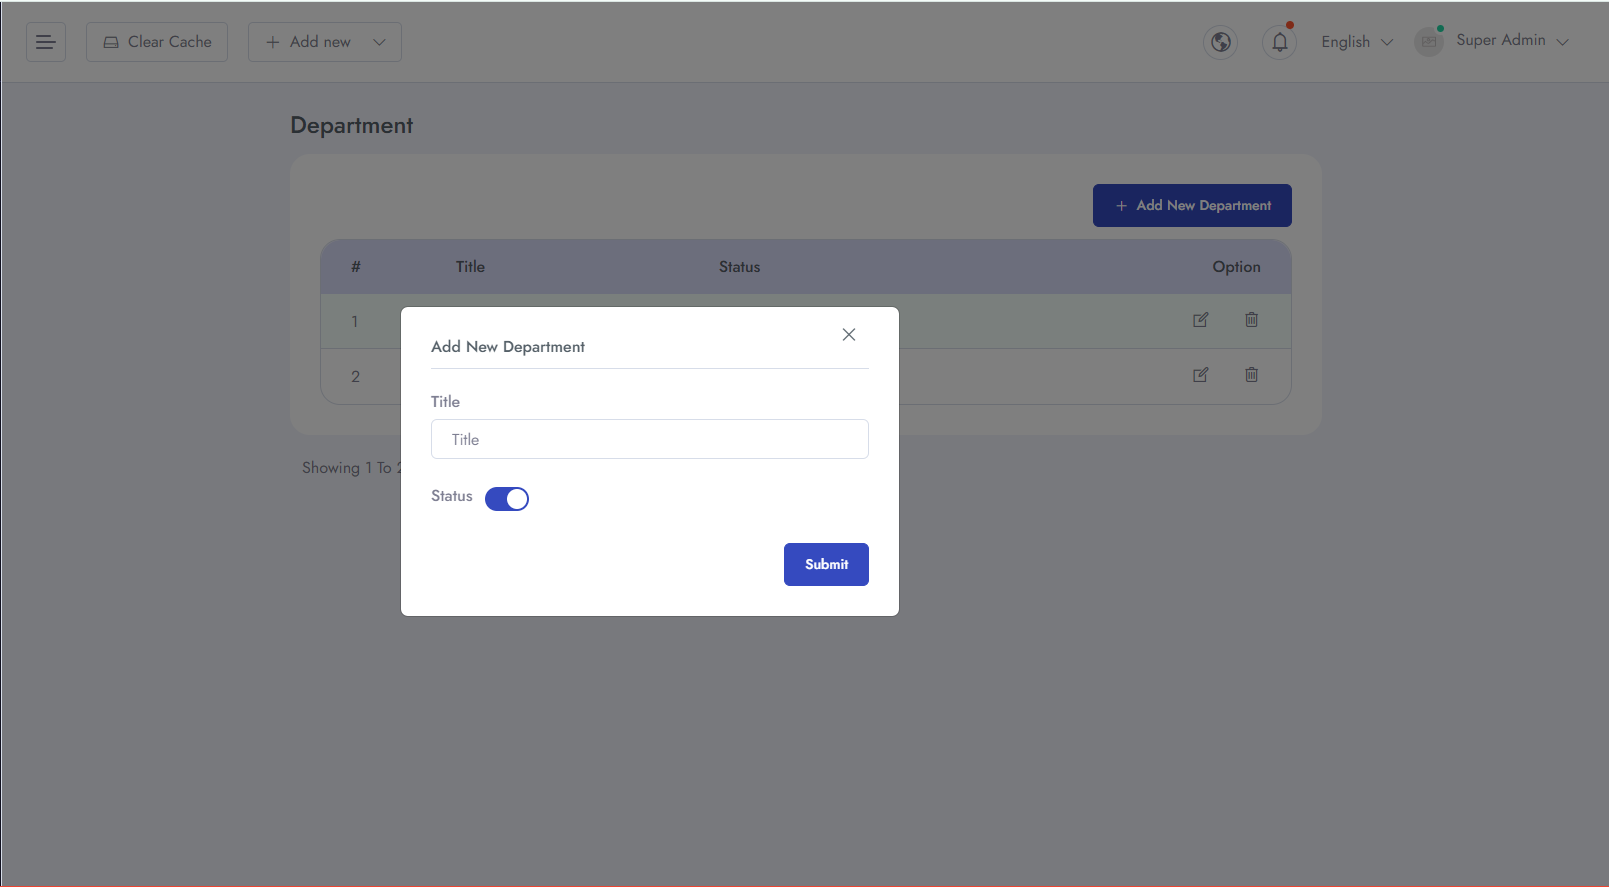 Clear Cache
Add new
English
Super Admin
Department
Add New Department
# Title Status Option
1
2
Add New Department
Title
Title
Status
Submit
Showing 1 To 2